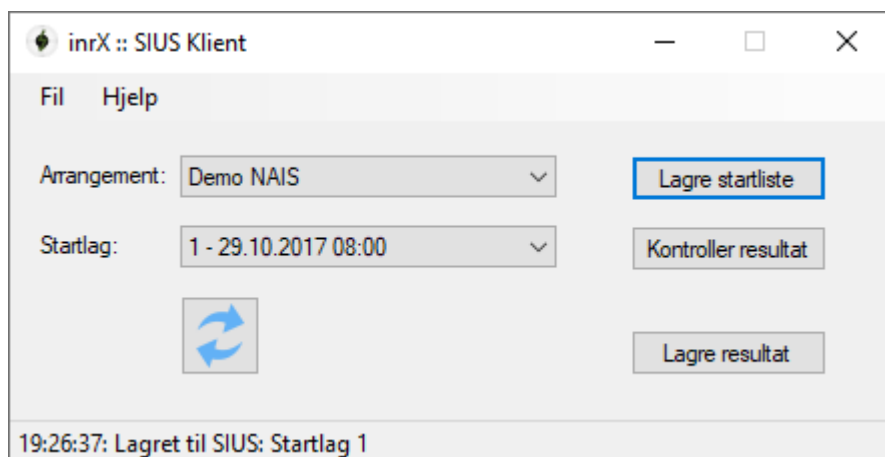 inrX :: SIUS Klient
Fil Hjelp
Arrangement: Demo NAIS Lagre startliste
Startlag: 1 - 29.10.2017 08:00 Kontroller resultat
Lagre resultat
19:26:37: Lagret til SIUS: Startlag 1